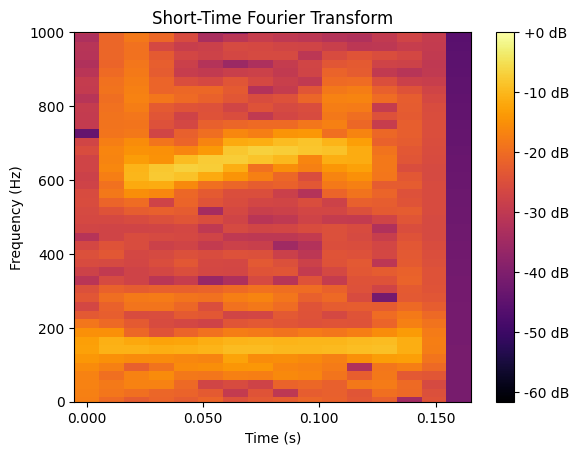 Short-Time Fourier Transform
Frequency (Hz)
1000
800
600
400
200
0
0.000
0.050
0.100
0.150
Time (s)
+0 dB
-10 dB
-20 dB
-30 dB
-40 dB
-50 dB
-60 dB